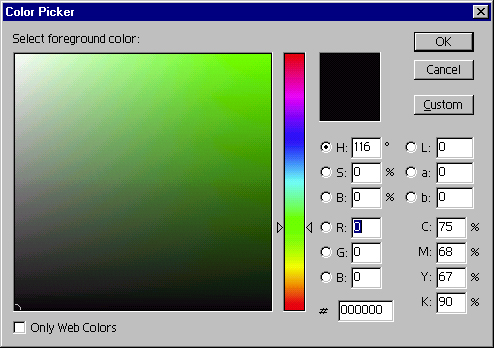 Color Picker
Select foreground color:
OK
Cancel
Custom
H: 116 °
S: 0 %
B: 0 %
L: 0
a: 0
b: 0
R: 0
G: 0
B: 0
# 000000
C: 75 %
M: 68 %
Y: 67 %
K: 90 %
Only Web Colors